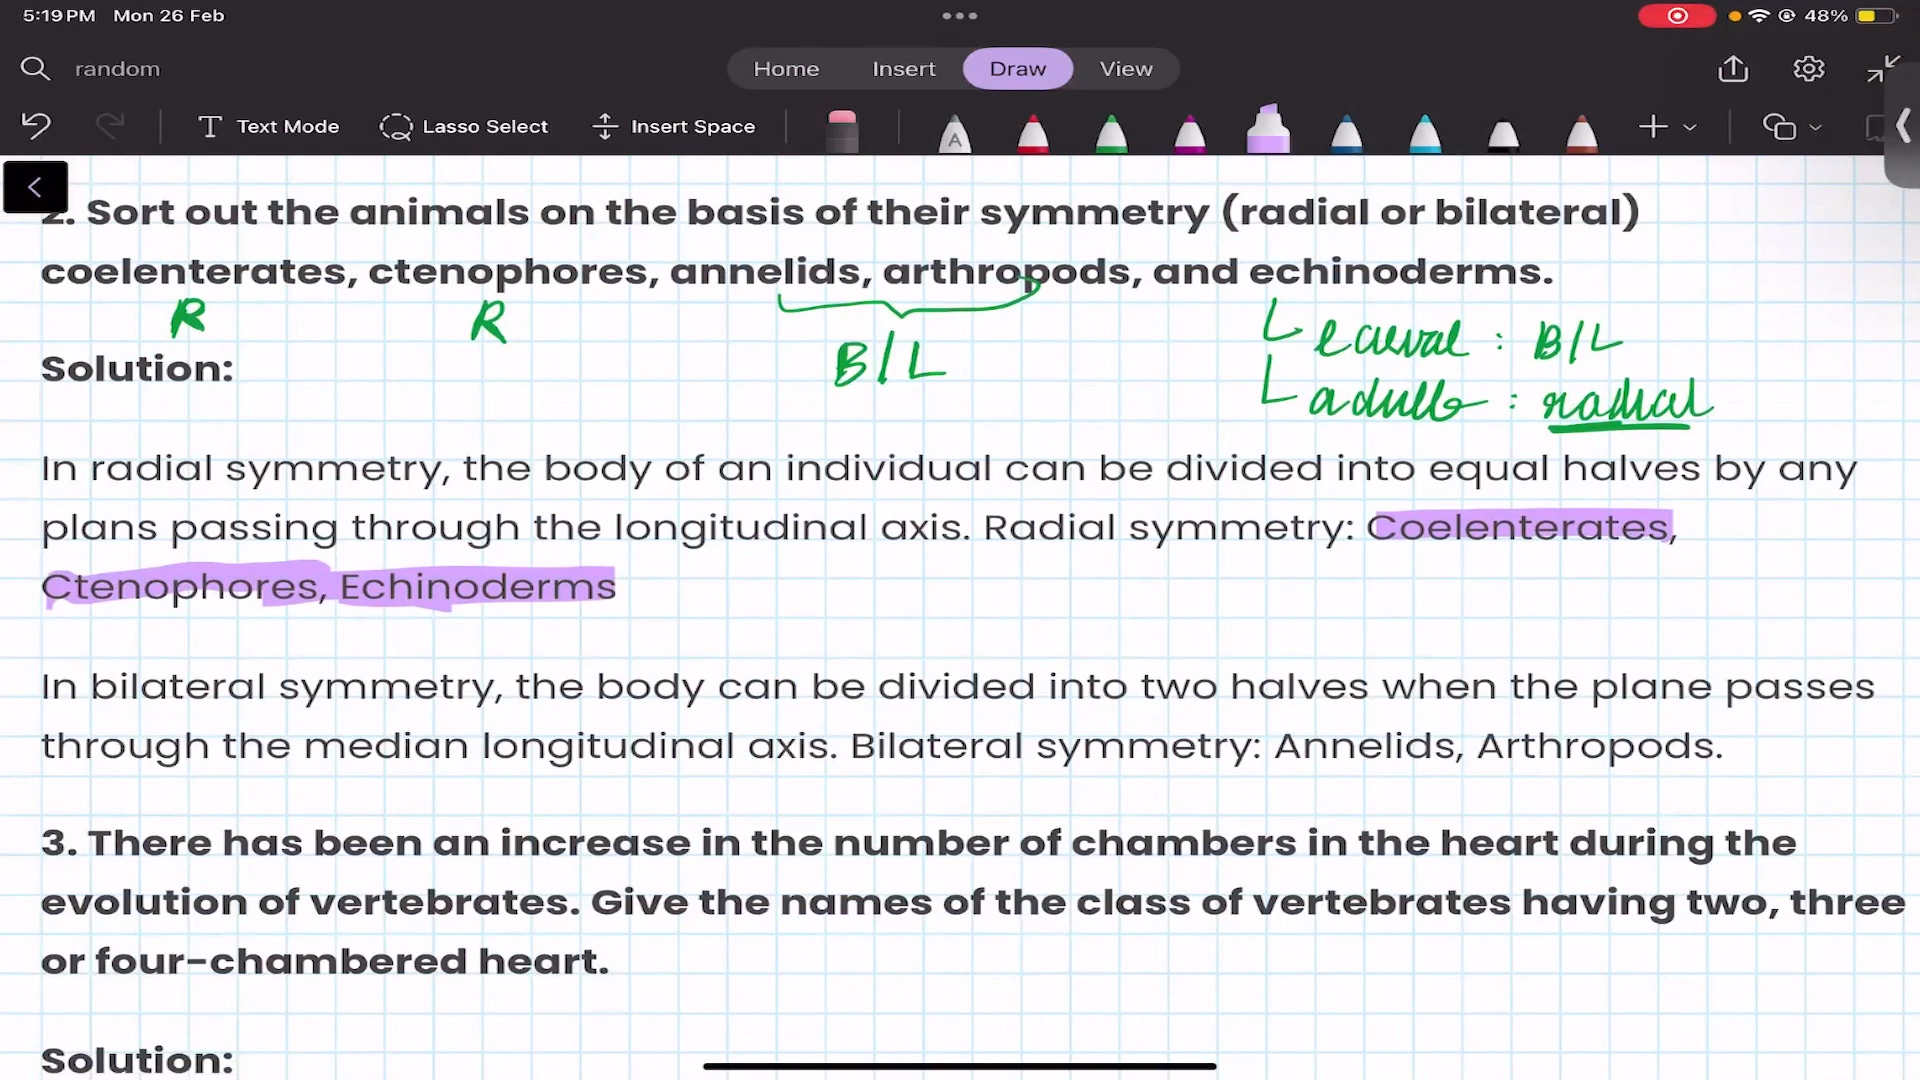 5:19 PM Mon 26 Feb
48%
random
Home Insert Draw View
Text Mode Lasso Select Insert Space
A
2. Sort out the animals on the basis of their symmetry (radial or bilateral)
coelenterates, ctenophores, annelids, arthropods, and echinoderms.
R R B/L
larval : B/L
adult : radial
Solution:
In radial symmetry, the body of an individual can be divided into equal halves by any
plans passing through the longitudinal axis. Radial symmetry: Coelenterates,
Ctenophores, Echinoderms
In bilateral symmetry, the body can be divided into two halves when the plane passes
through the median longitudinal axis. Bilateral symmetry: Annelids, Arthropods.
3. There has been an increase in the number of chambers in the heart during the
evolution of vertebrates. Give the names of the class of vertebrates having two, three
or four-chambered heart.
Solution: